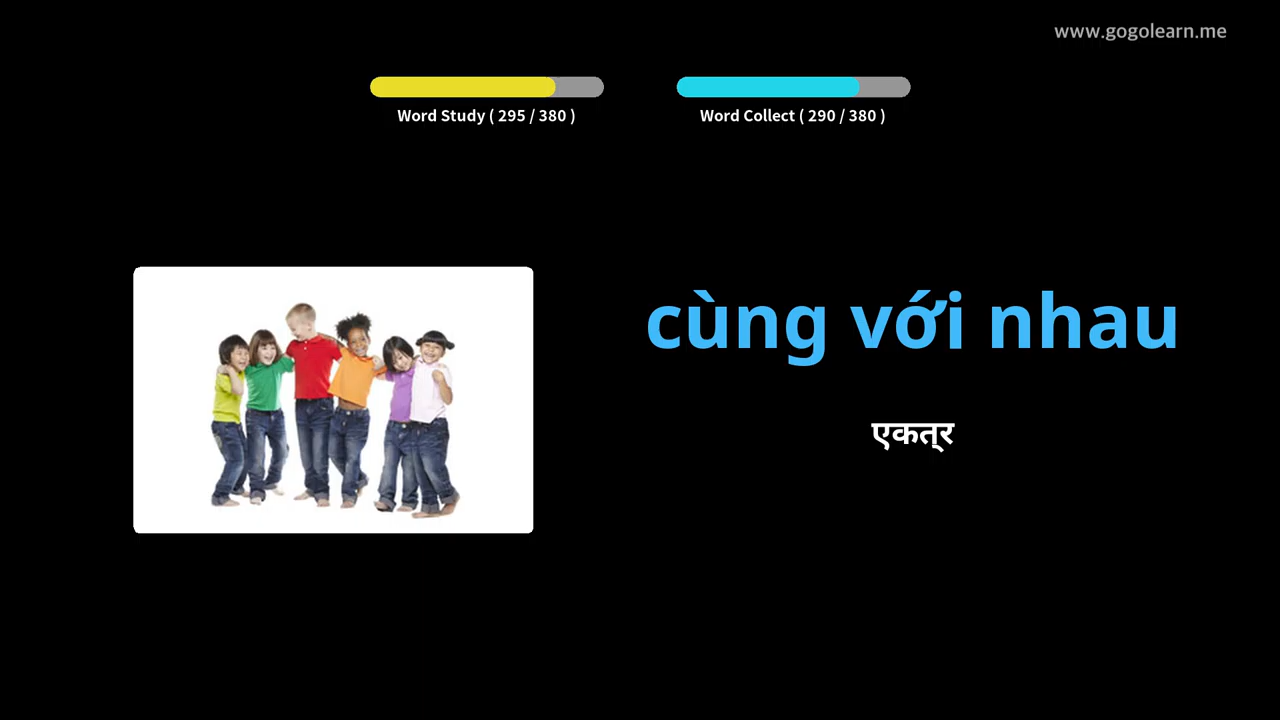 www.gogolearn.me
Word Study ( 295 / 380 )
Word Collect ( 290 / 380 )
cùng với nhau
एकत्र